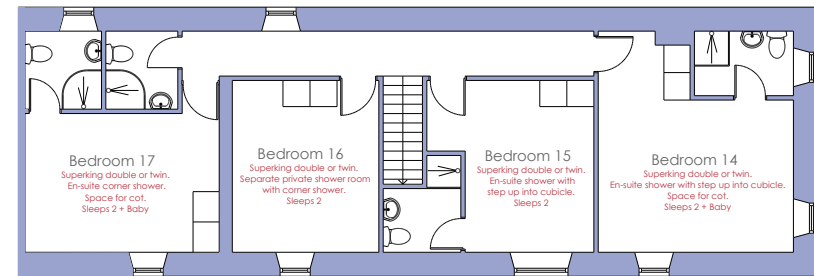 Bedroom 17
Superking double or twin.
En-suite corner shower.
Space for cot.
Sleeps 2 + Baby
Bedroom 16
Superking double or twin.
Separate private shower room
with corner shower.
Sleeps 2
Bedroom 15
Superking double or twin.
En-suite shower with
step up into cubicle.
Sleeps 2
Bedroom 14
Superking double or twin.
En-suite shower with step up into cubicle.
Space for cot.
Sleeps 2 + Baby